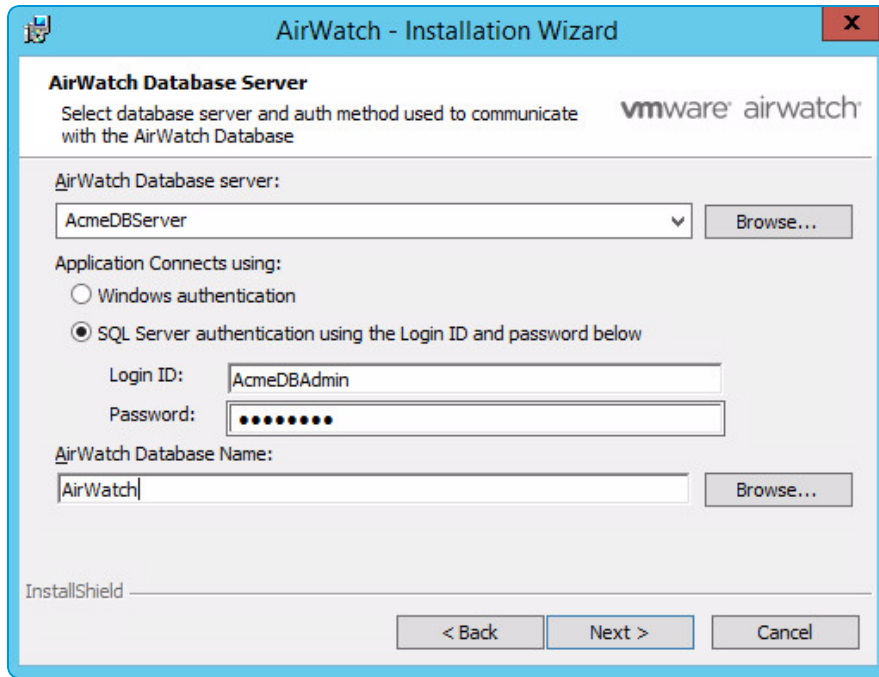 AirWatch - Installation Wizard
x
AirWatch Database Server
Select database server and auth method used to communicate
with the AirWatch Database
vmware airwatch
AirWatch Database server:
AcmeDBServer
Browse...
Application Connects using:
Windows authentication
SQL Server authentication using the Login ID and password below
Login ID:
AcmeDBAdmin
Password:
●●●●●●●●
AirWatch Database Name:
AirWatch
Browse...
InstallShield
< Back
Next >
Cancel